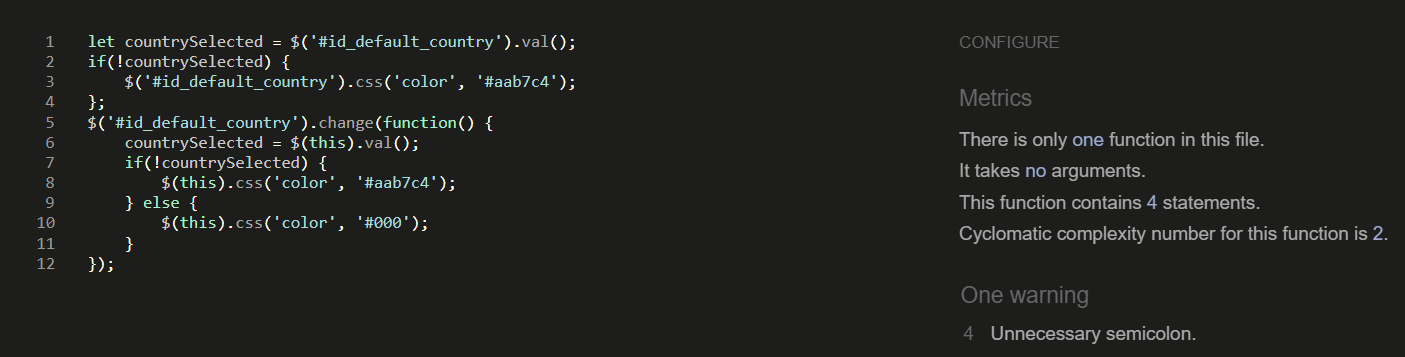 1 let countrySelected = $('#id_default_country').val();
2 if(!countrySelected) {
3 $('#id_default_country').css('color', '#aab7c4');
4 };
5 $('#id_default_country').change(function() {
6 countrySelected = $(this).val();
7 if(!countrySelected) {
8 $(this).css('color', '#aab7c4');
9 } else {
10 $(this).css('color', '#000');
11 }
12 });
CONFIGURE
Metrics
There is only one function in this file.
It takes no arguments.
This function contains 4 statements.
Cyclomatic complexity number for this function is 2.
One warning
4 Unnecessary semicolon.